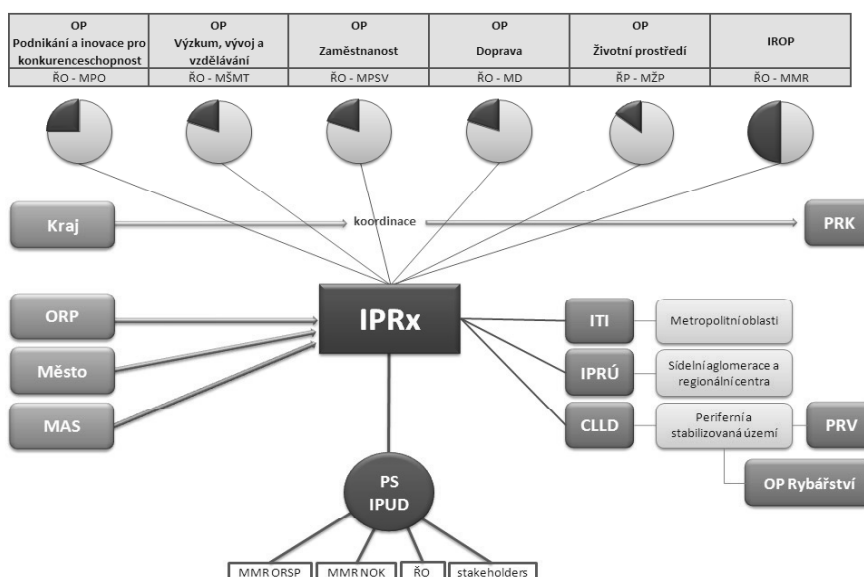 OP
Podnikání a inovace pro
konkurenceschopnost
OP
Výzkum, vývoj a
vzdělávání
OP
Zaměstnanost
OP
Doprava
OP
Životní prostředí
IROP
ŘO - MPO
ŘO - MŠMT
ŘO - MPSV
ŘO - MD
ŘP - MŽP
ŘO - MMR
Kraj
koordinace
PRK
ORP
Město
MAS
IPRx
ITI
Metropolitní oblasti
IPRÚ
Sídelní aglomerace a
regionální centra
CLLD
Periferní a
stabilizovaná území
PRV
OP Rybářství
PS
IPUD
MMR ORSP
MMR NOK
ŘO
stakeholders